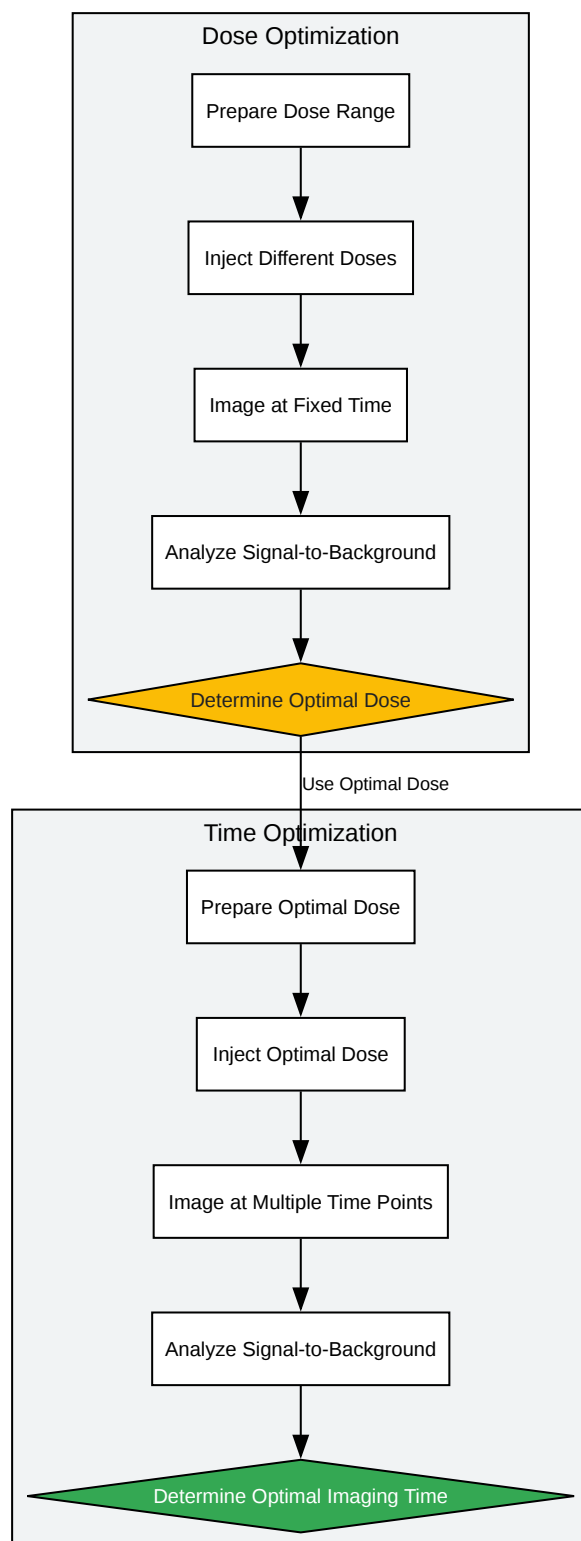 Dose Optimization
Prepare Dose Range
Inject Different Doses
Image at Fixed Time
Analyze Signal-to-Background
Determine Optimal Dose
Use Optimal Dose
Time Optimization
Prepare Optimal Dose
Inject Optimal Dose
Image at Multiple Time Points
Analyze Signal-to-Background
Determine Optimal Imaging Time